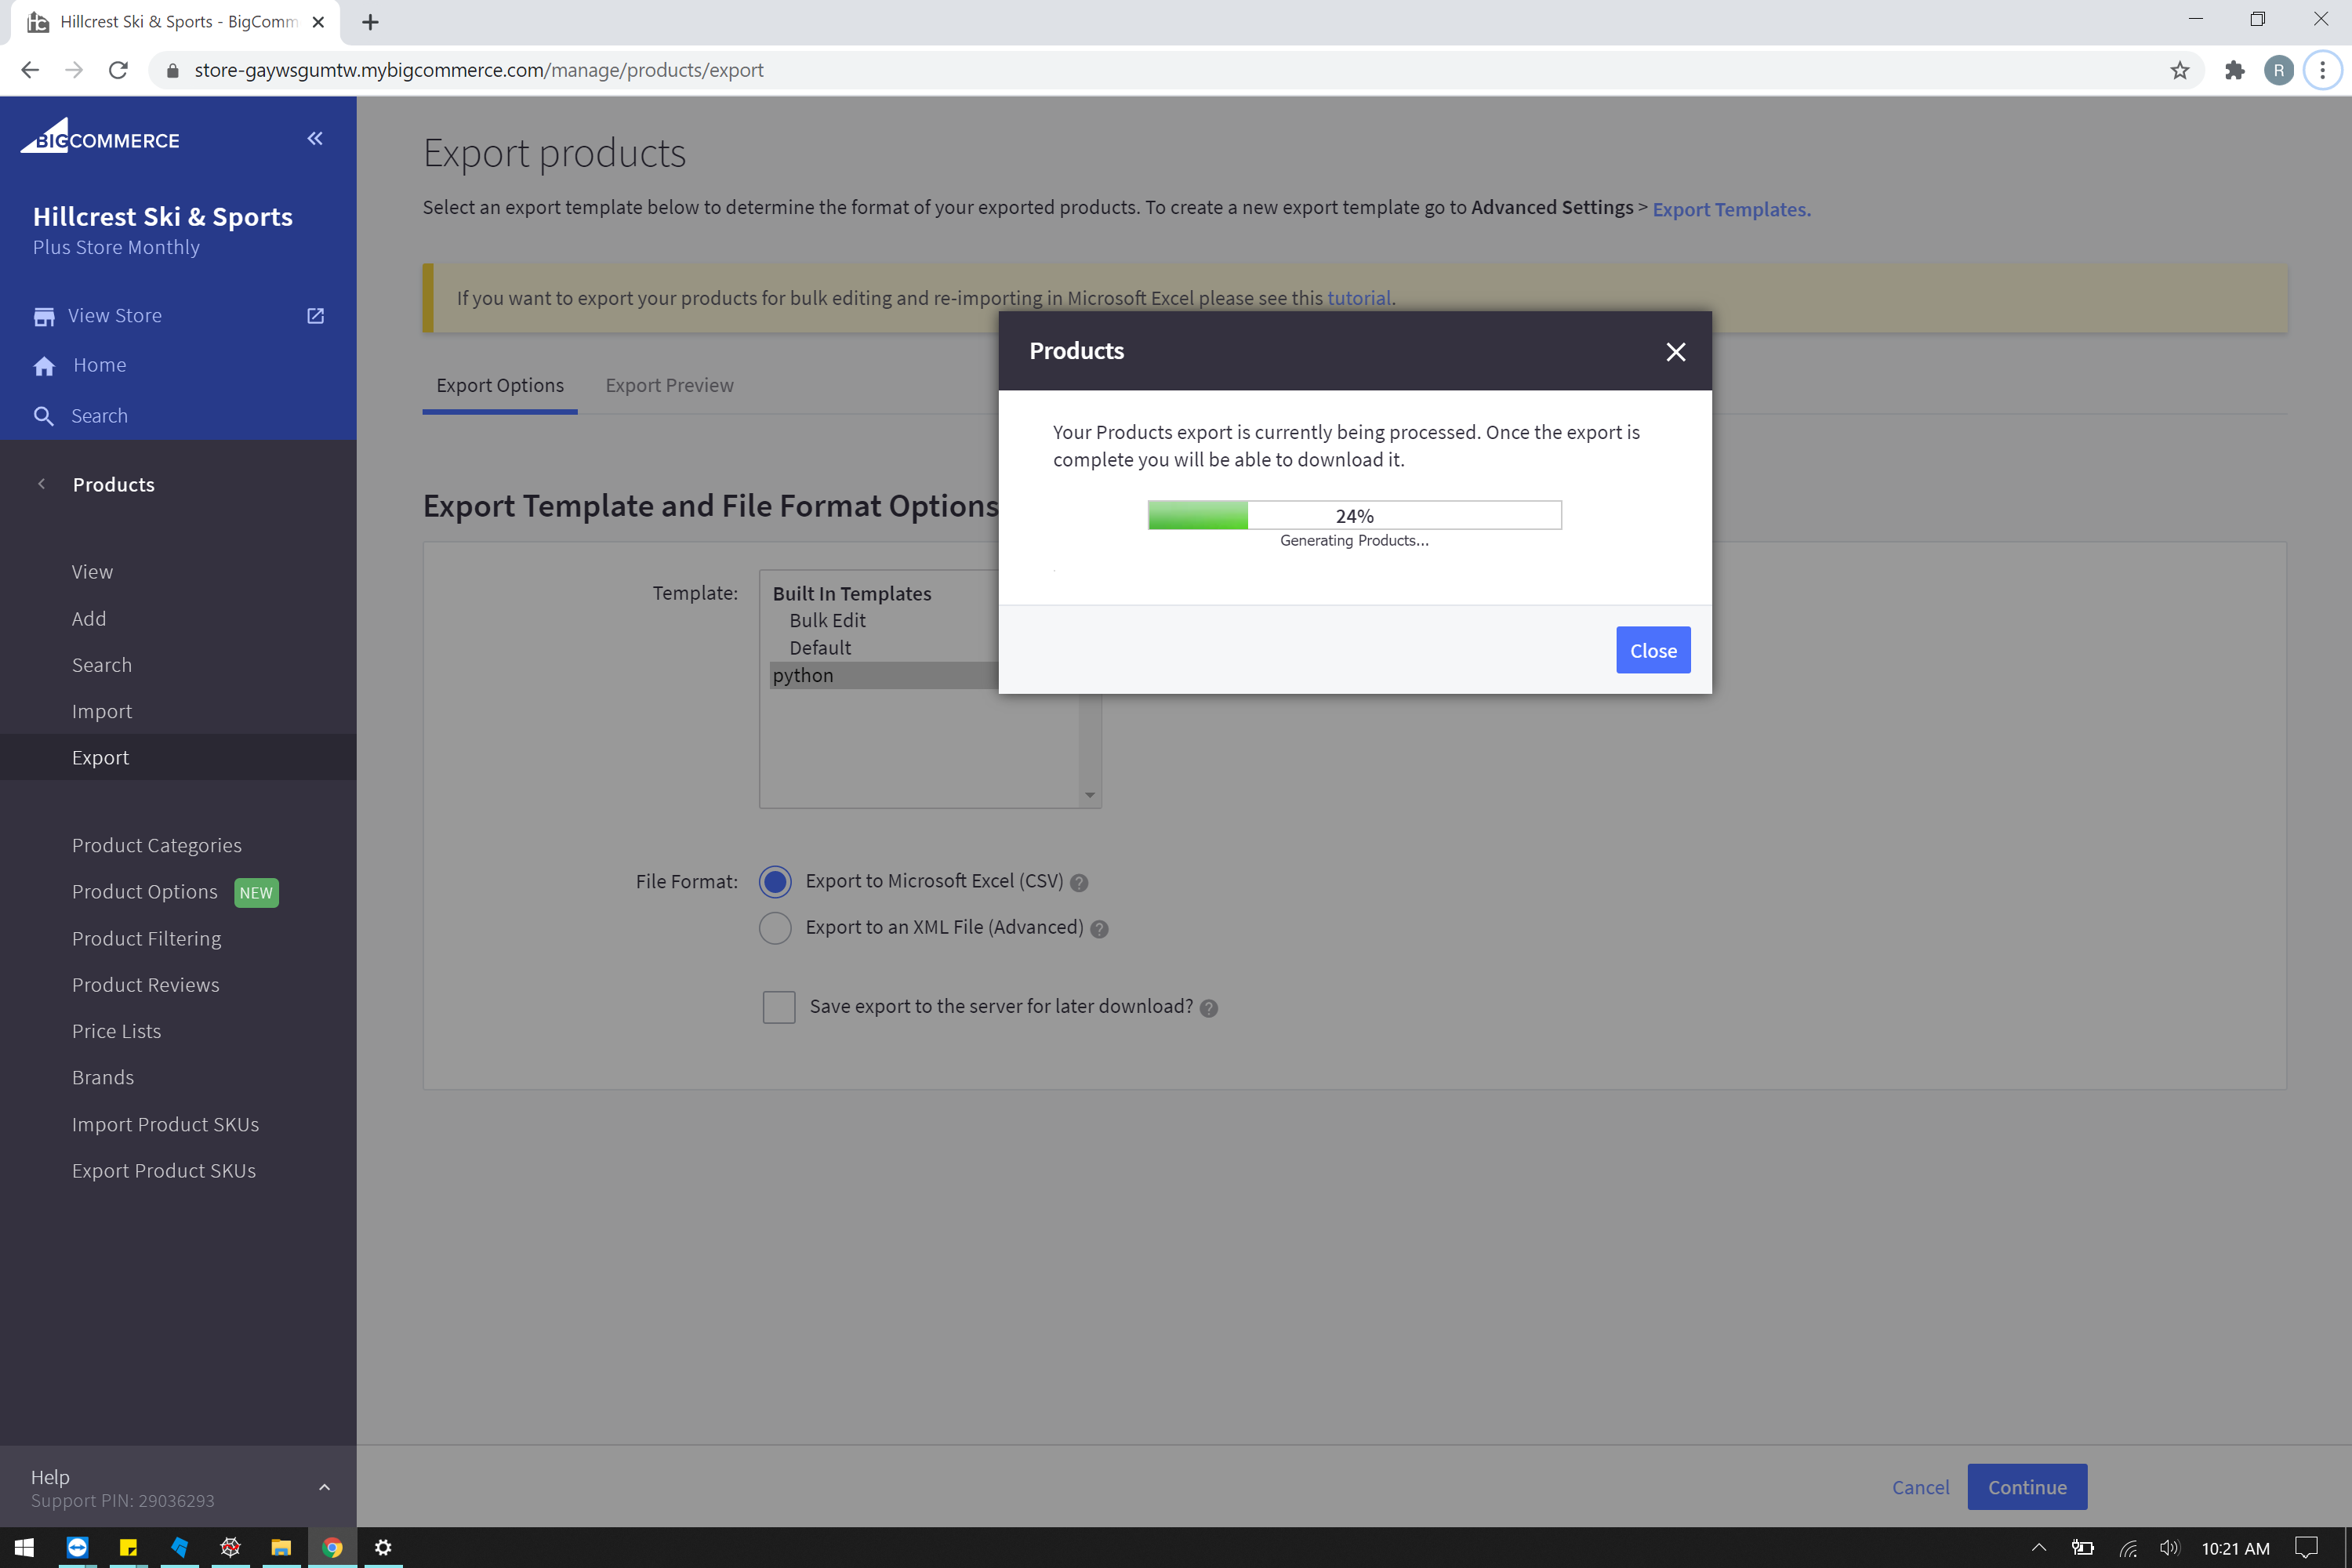 Hillcrest Ski & Sports - BigComm
store-gaywsgumtw.mybigcommerce.com/manage/products/export
R
BIGCOMMERCE
Hillcrest Ski & Sports
Plus Store Monthly
View Store
Home
Search
Products
View
Add
Search
Import
Export
Product Categories
Product Options NEW
Product Filtering
Product Reviews
Price Lists
Brands
Import Product SKUs
Export Product SKUs
Help
Support PIN: 29036293
Export products
Select an export template below to determine the format of your exported products. To create a new export template go to Advanced Settings > Export Templates.
If you want to export your products for bulk editing and re-importing in Microsoft Excel please see this tutorial.
Export Options Export Preview
Export Template and File Format Options
Template:
Built In Templates
Bulk Edit
Default
python
File Format:
Export to Microsoft Excel (CSV) ?
Export to an XML File (Advanced) ?
Save export to the server for later download? ?
Products
Your Products export is currently being processed. Once the export is
complete you will be able to download it.
24%
Generating Products...
Close
Cancel Continue
10:21 AM